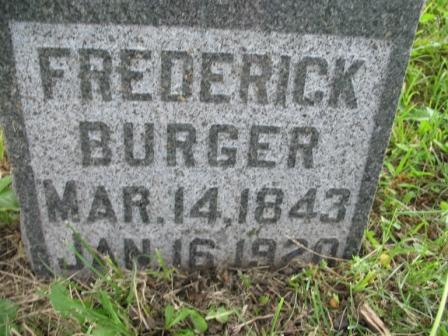 FREDERICK
BURGER
MAR. 14, 1843
JAN. 16, 1920